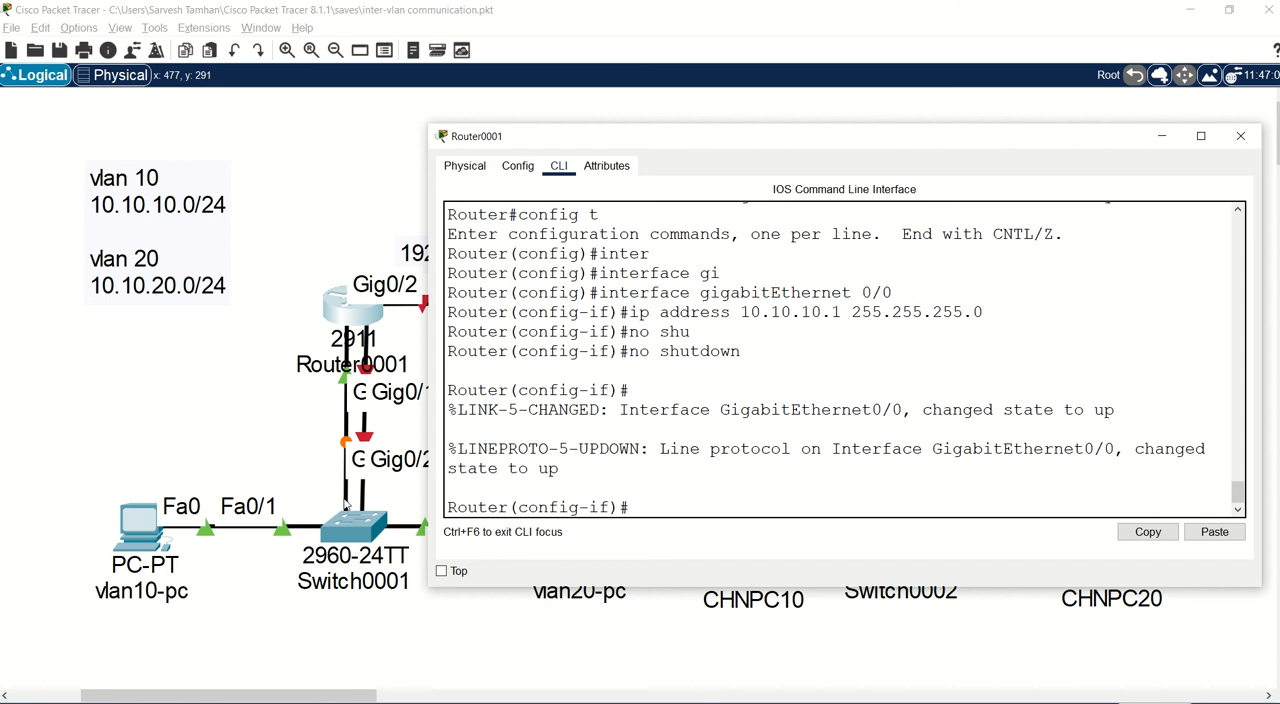 Cisco Packet Tracer - C:\Users\Sarvesh Tamhan\Cisco Packet Tracer 8.1.1\saves\inter-vlan communication.pkt
File Edit Options View Tools Extensions Window Help
Logical Physical x: 477, y: 291
Root 11:47:0
vlan 10
10.10.10.0/24
vlan 20
10.10.20.0/24
192
Gig0/2
2911
Router0001
Gig0/1
Gig0/2
Fa0 Fa0/1
PC-PT
vlan10-pc
2960-24TT
Switch0001
Router0001
Physical Config CLI Attributes
IOS Command Line Interface
Router#config t
Enter configuration commands, one per line. End with CNTL/Z.
Router(config)#inter
Router(config)#interface gi
Router(config)#interface gigabitEthernet 0/0
Router(config-if)#ip address 10.10.10.1 255.255.255.0
Router(config-if)#no shu
Router(config-if)#no shutdown
Router(config-if)#
%LINK-5-CHANGED: Interface GigabitEthernet0/0, changed state to up
%LINEPROTO-5-UPDOWN: Line protocol on Interface GigabitEthernet0/0, changed
state to up
Router(config-if)#
Ctrl+F6 to exit CLI focus
Copy Paste
Top
vlan20-pc
CHNPC10
Switch0002
CHNPC20